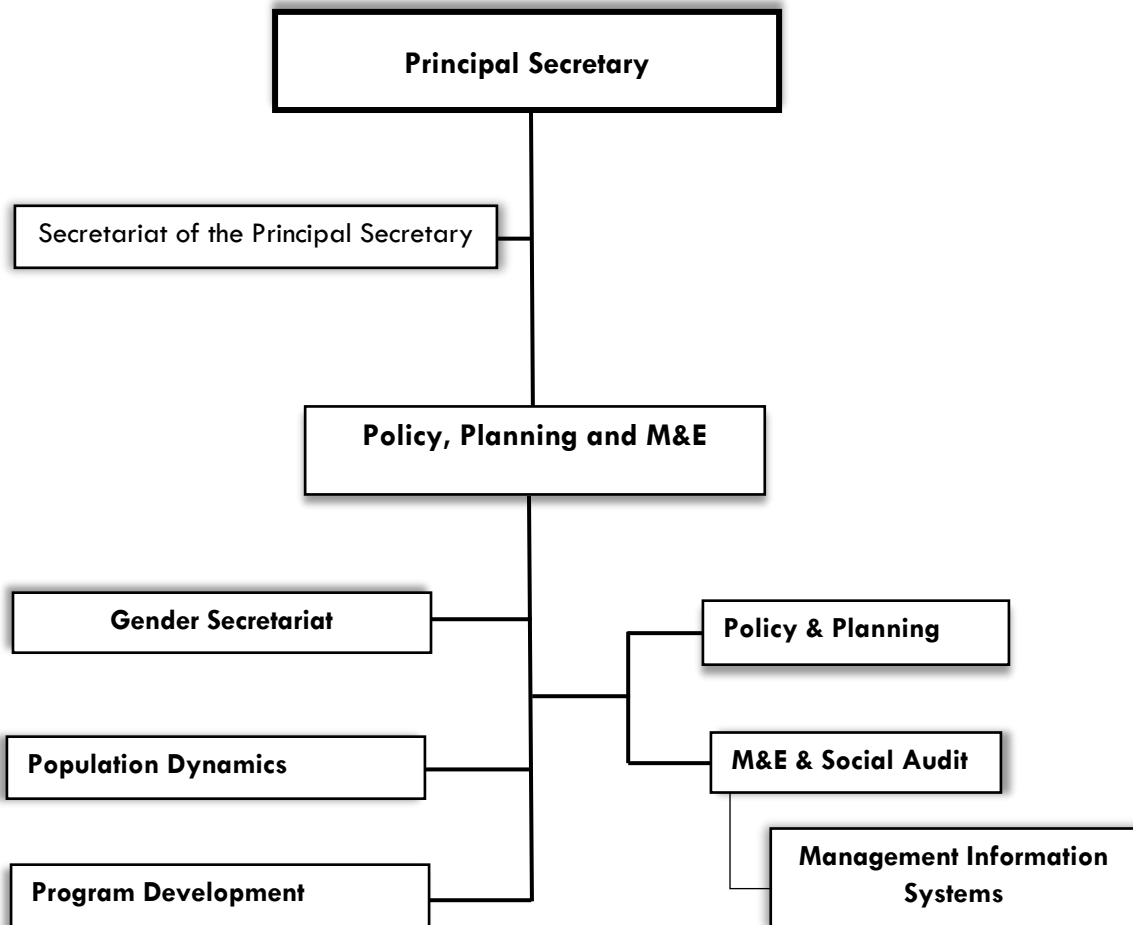 Principal Secretary
Secretariat of the Principal Secretary
Policy, Planning and M&E
Gender Secretariat
Policy & Planning
Population Dynamics
M&E & Social Audit
Management Information
Systems
Program Development